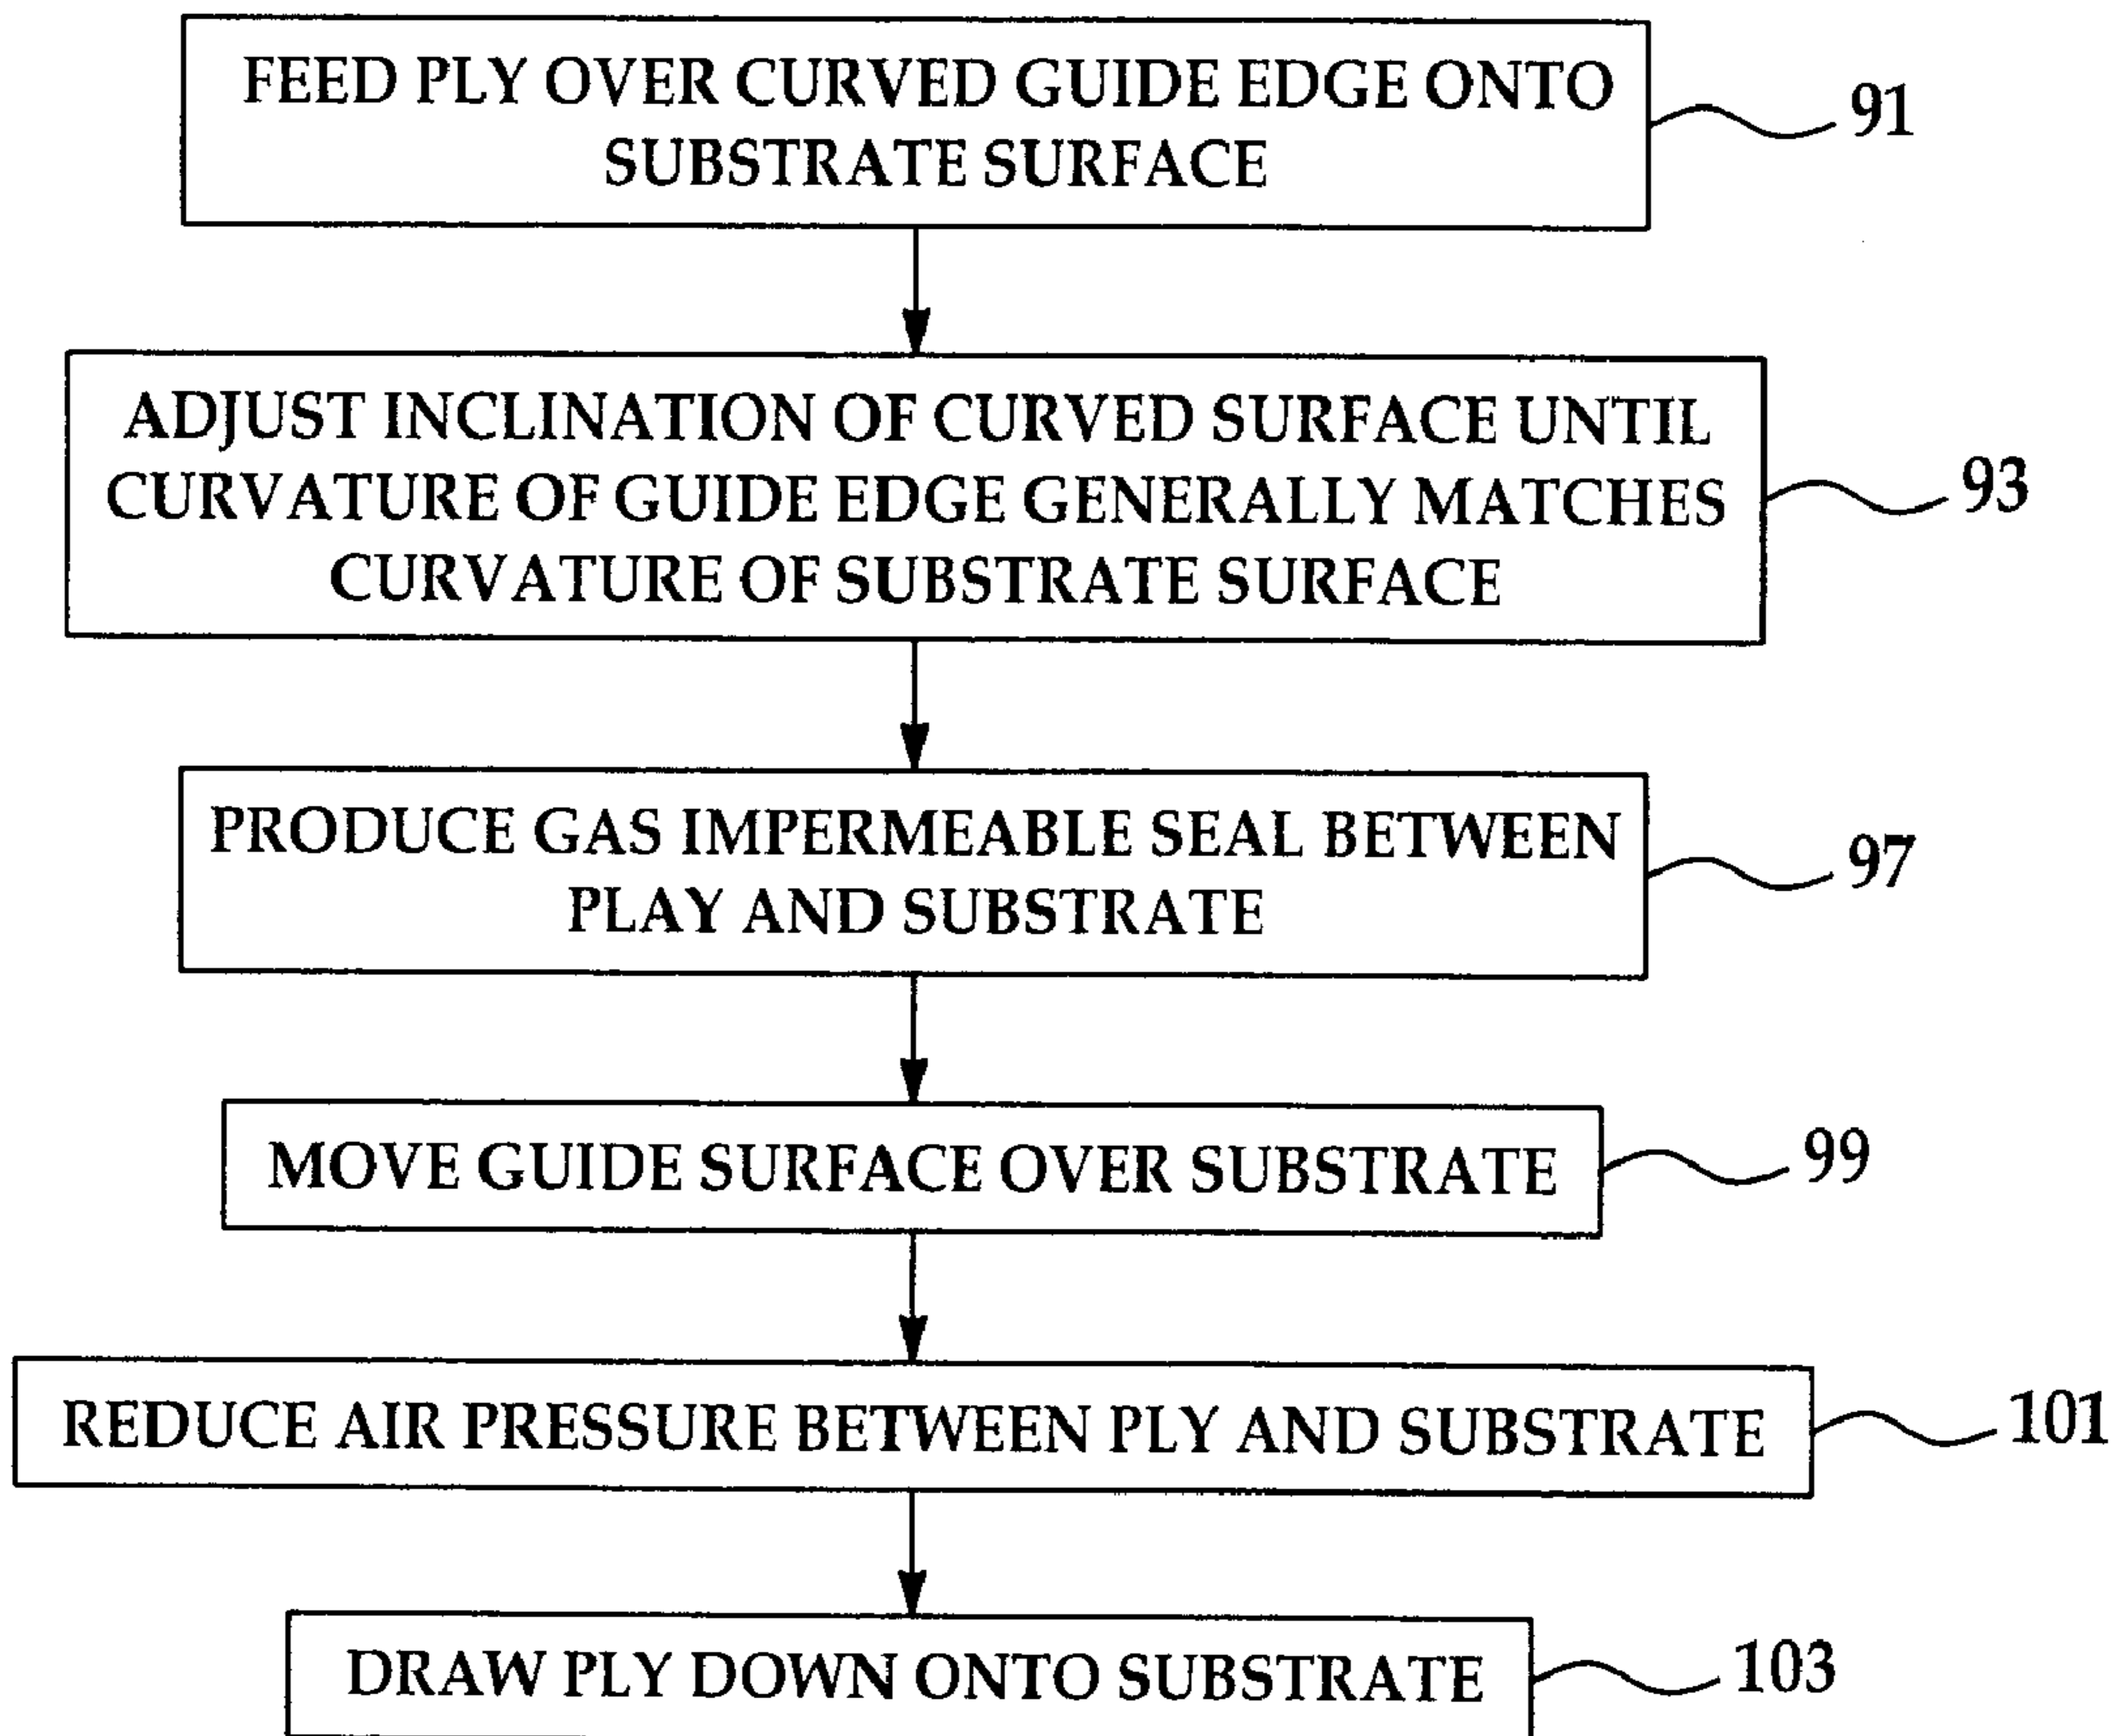 FEED PLY OVER CURVED GUIDE EDGE ONTO
SUBSTRATE SURFACE
91
ADJUST INCLINATION OF CURVED SURFACE UNTIL
CURVATURE OF GUIDE EDGE GENERALLY MATCHES
CURVATURE OF SUBSTRATE SURFACE
93
PRODUCE GAS IMPERMEABLE SEAL BETWEEN
PLAY AND SUBSTRATE
97
MOVE GUIDE SURFACE OVER SUBSTRATE
99
REDUCE AIR PRESSURE BETWEEN PLY AND SUBSTRATE
101
DRAW PLY DOWN ONTO SUBSTRATE
103